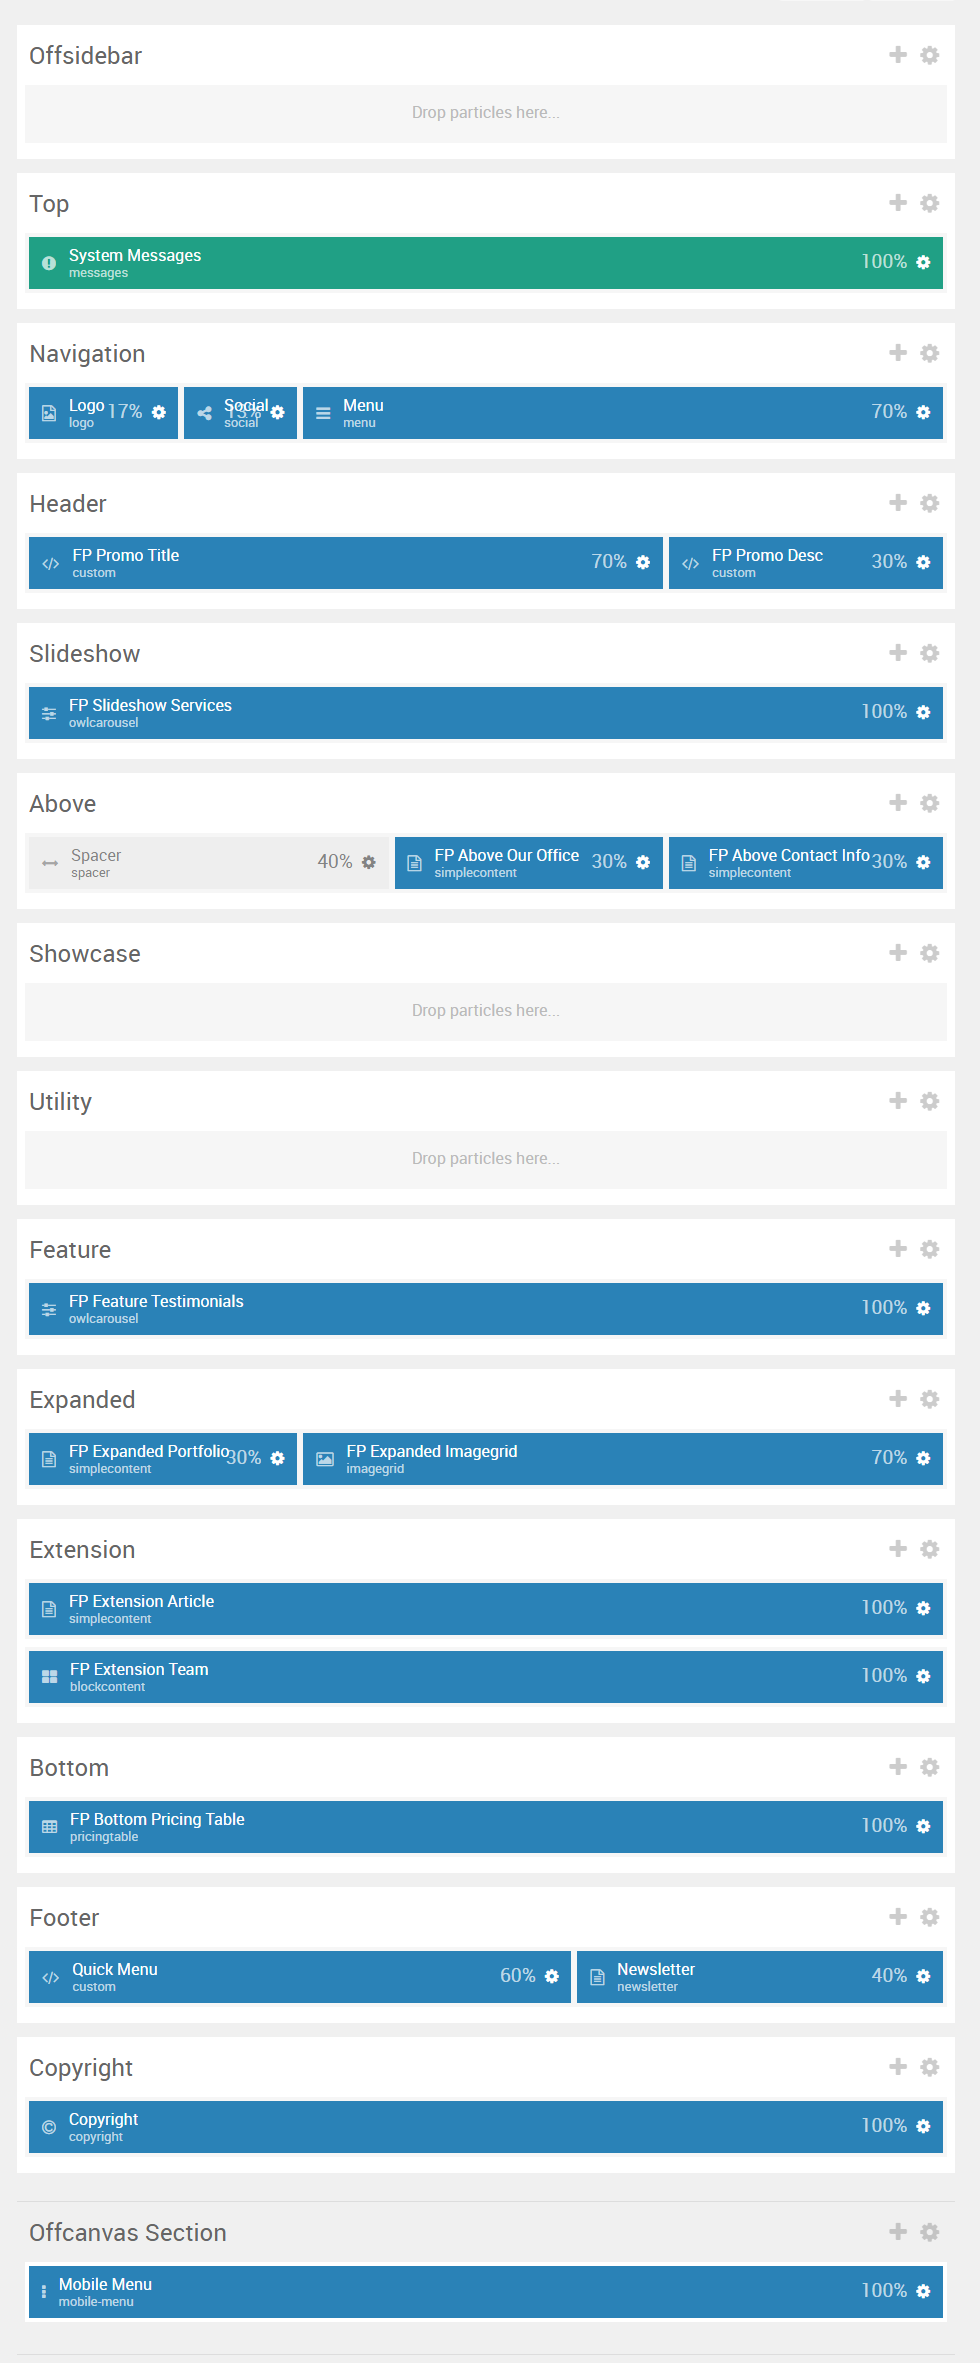 Offsidebar
Drop particles here...
Top
System Messages 100%
messages
Navigation
Logo 17% Social 13% Menu 70%
logo social menu
Header
FP Promo Title 70% FP Promo Desc 30%
custom custom
Slideshow
FP Slideshow Services 100%
owlcarousel
Above
Spacer 40% FP Above Our Office 30% FP Above Contact Info 30%
spacer simplecontent simplecontent
Showcase
Drop particles here...
Utility
Drop particles here...
Feature
FP Feature Testimonials 100%
owlcarousel
Expanded
FP Expanded Portfolio 30% FP Expanded Imagegrid 70%
simplecontent imagegrid
Extension
FP Extension Article 100%
simplecontent
FP Extension Team 100%
blockcontent
Bottom
FP Bottom Pricing Table 100%
pricingtable
Footer
Quick Menu 60% Newsletter 40%
custom newsletter
Copyright
Copyright 100%
copyright
Offcanvas Section
Mobile Menu 100%
mobile-menu